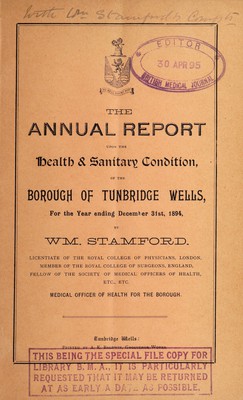 With Wm Stamford's Compts
EDITOR
30 APR 95
BRITISH MEDICAL JOURNAL
THE
ANNUAL REPORT
UPON THE
Health & Sanitary Condition,
OF THE
BOROUGH OF TUNBRIDGE WELLS,
For the Year ending December 31st, 1894,
BY
WM. STAMFORD.
LICENTIATE OF THE ROYAL COLLEGE OF PHYSICIANS, LONDON,
MEMBER OF THE ROYAL COLLEGE OF SURGEONS, ENGLAND,
FELLOW OF THE SOCIETY OF MEDICAL OFFICERS OF HEALTH,
ETC., ETC.
MEDICAL OFFICER OF HEALTH FOR THE BOROUGH.
Tunbridge Wells:
THIS BEING THE SPECIAL FILE COPY FOR
LIBRARY B.M.A., IT IS PARTICULARLY
REQUESTED THAT IT MAY BE RETURNED
AT AS EARLY A DATE AS POSSIBLE.